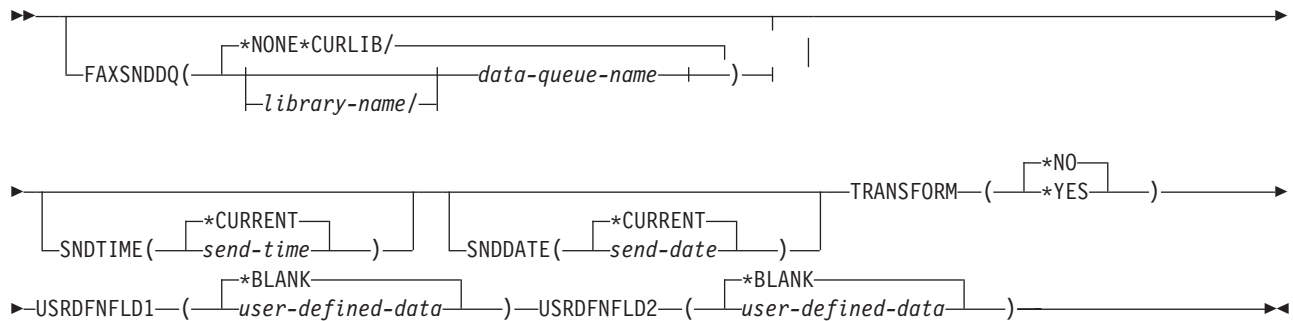 *NONE*CURLIB/
FAXSNDDQ( data-queue-name )
library-name/
*NO
TRANSFORM ( *YES )
*CURRENT *CURRENT
SNDTIME( send-time ) SNDDATE( send-date )
*BLANK *BLANK
USRDFNFLD1 ( user-defined-data ) USRDFNFLD2 ( user-defined-data )